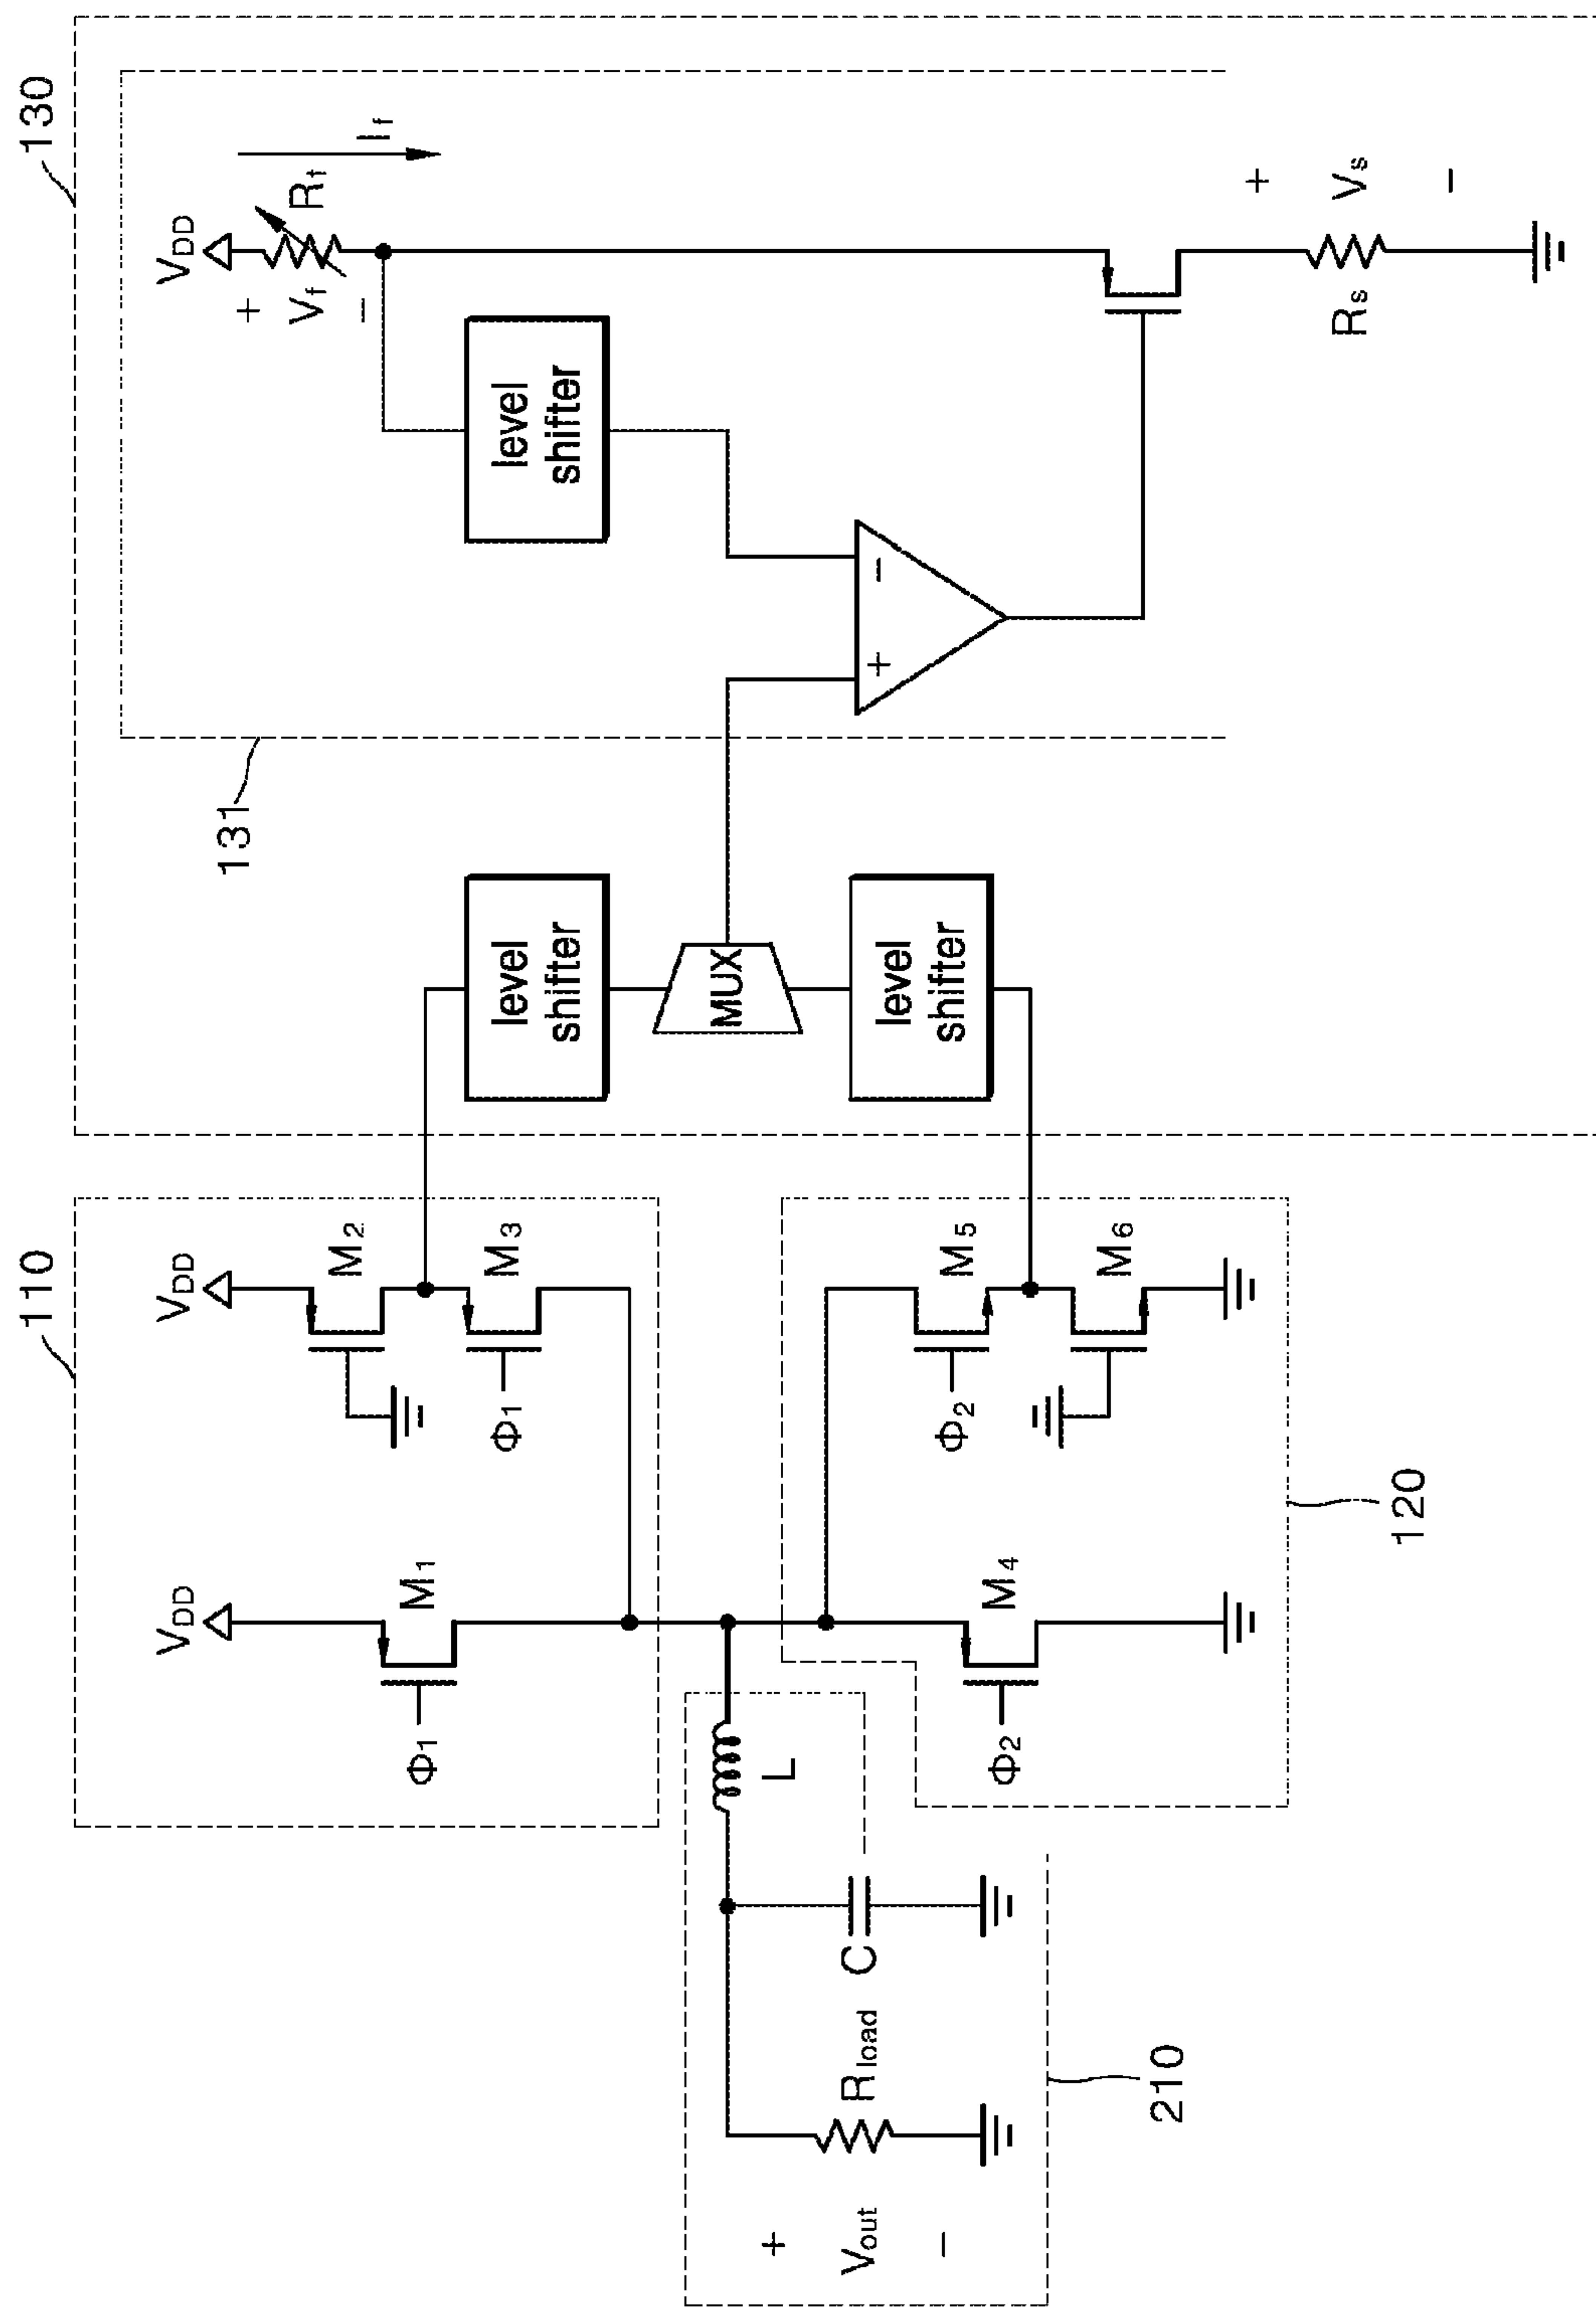 110
130
131
V_DD
V_DD
V_DD
+
V_f
−
R_f
I_f
M_1
Φ_1
M_2
M_3
Φ_1
level
shifter
level
shifter
MUX
level
shifter
+
−
L
C
R_load
+
V_out
−
210
M_4
Φ_2
M_5
Φ_2
M_6
120
R_s
+
V_s
−